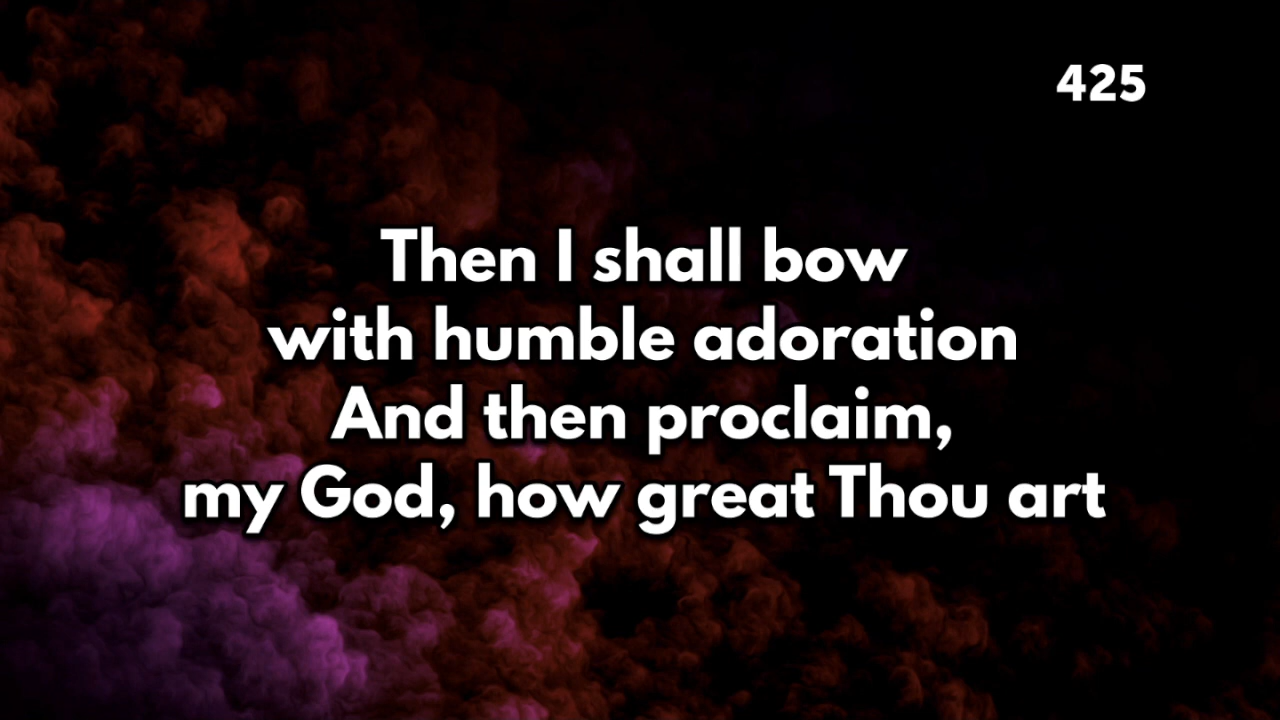 425
Then I shall bow
with humble adoration
And then proclaim,
my God, how great Thou art